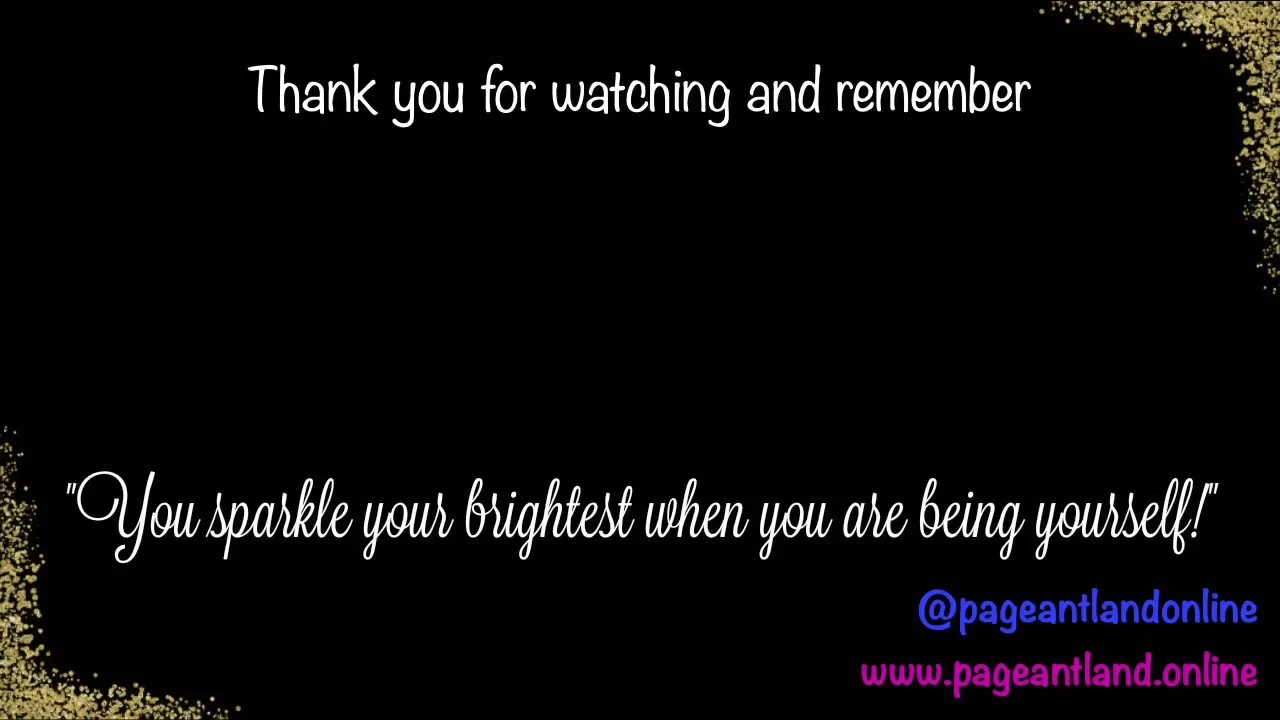 Thank you for watching and remember
"You sparkle your brightest when you are being yourself!"
@pageantlandonline
www.pageantland.online